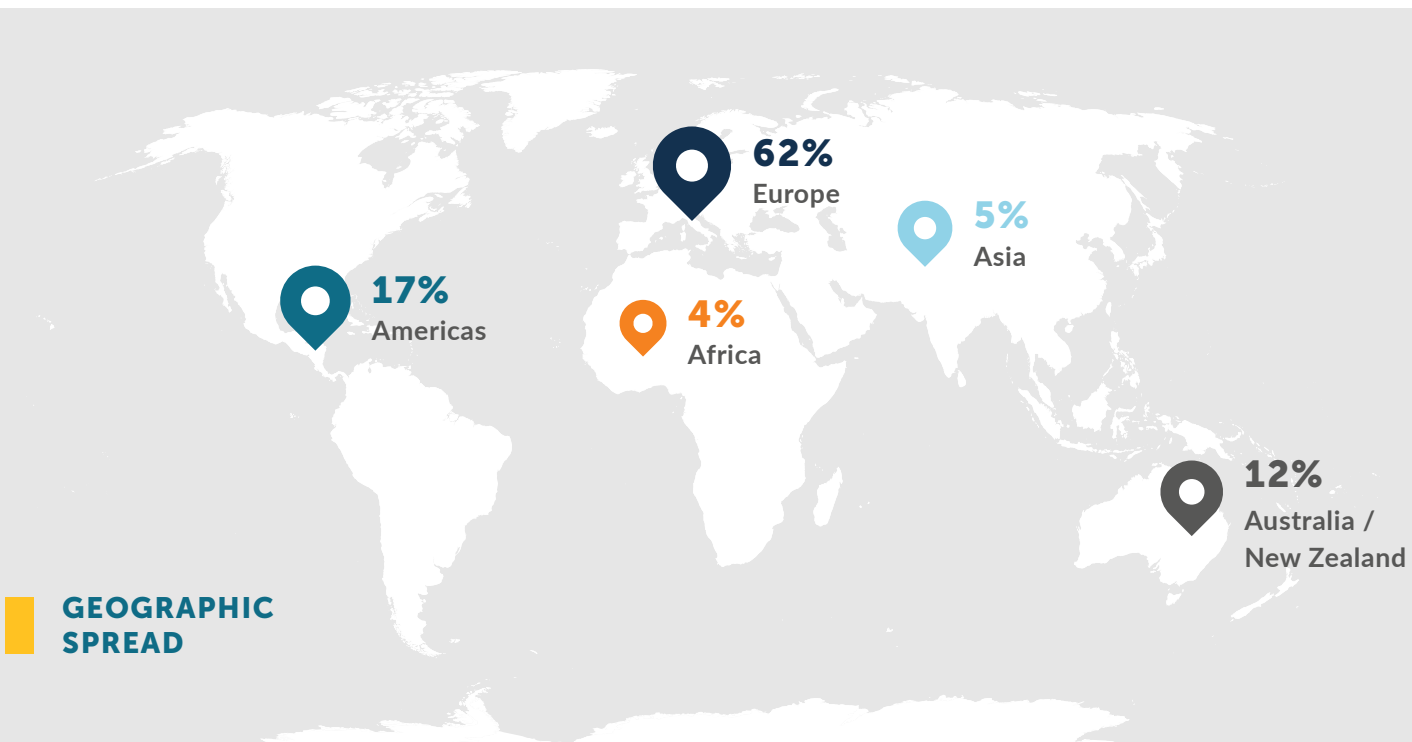 62%
Europe
5%
Asia
17%
Americas
4%
Africa
12%
Australia /
New Zealand
GEOGRAPHIC
SPREAD